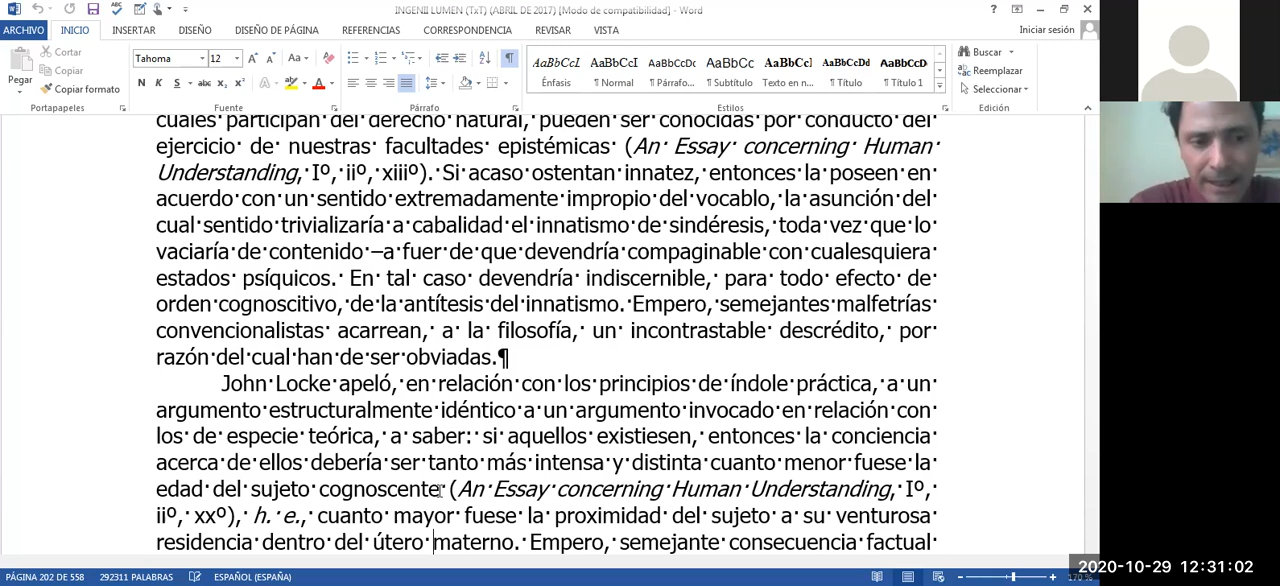 INGENII LUMEN (TxT) (ABRIL DE 2017) [Modo de compatibilidad] - Word
ARCHIVO INICIO INSERTAR DISEÑO DISEÑO DE PÁGINA REFERENCIAS CORRESPONDENCIA REVISAR VISTA Iniciar sesión
Pegar
Cortar
Copiar
Copiar formato
Portapapeles
Tahoma 12
N K S abc x₂ x²
Fuente
Párrafo
AaBbCcI AaBbCcI AaBbCcDc AaBbCc AaBbCc] AaBbCcDd AaBbCcD
Énfasis ¶ Normal ¶ Párrafo... ¶ Subtítulo Texto en n... ¶ Título ¶ Título 1
Estilos
Buscar
Reemplazar
Seleccionar
Edición
cuales participan del derecho natural, pueden ser conocidas por conducto del
ejercicio de nuestras facultades epistémicas (An Essay concerning Human
Understanding, Iº, iiº, xiiiº). Si acaso ostentan innatez, entonces la poseen en
acuerdo con un sentido extremadamente impropio del vocablo, la asunción del
cual sentido trivializaría a cabalidad el innatismo de sindéresis, toda vez que lo
vaciaría de contenido –a fuer de que devendría compaginable con cualesquiera
estados psíquicos. En tal caso devendría indiscernible, para todo efecto de
orden cognoscitivo, de la antítesis del innatismo. Empero, semejantes malfetrías
convencionalistas acarrean, a la filosofía, un incontrastable descrédito, por
razón del cual han de ser obviadas.¶
John Locke apeló, en relación con los principios de índole práctica, a un
argumento estructuralmente idéntico a un argumento invocado en relación con
los de especie teórica, a saber: si aquellos existiesen, entonces la conciencia
acerca de ellos debería ser tanto más intensa y distinta cuanto menor fuese la
edad del sujeto cognoscente (An Essay concerning Human Understanding, Iº,
iiº, xxº), h. e., cuanto mayor fuese la proximidad del sujeto a su venturosa
residencia dentro del útero materno. Empero, semejante consecuencia factual
PÁGINA 202 DE 558 292311 PALABRAS ESPAÑOL (ESPAÑA) 170 %
2020-10-29 12:31:02